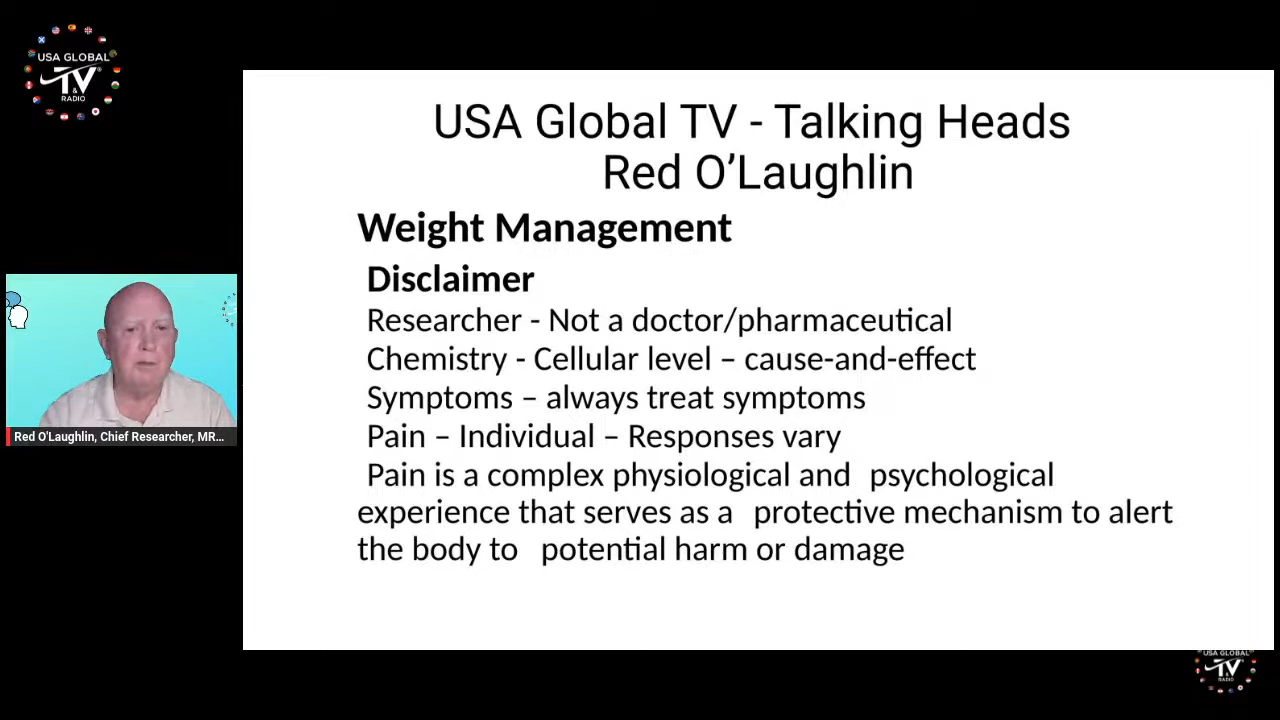 USA GLOBAL
TV
&
RADIO
USA Global TV - Talking Heads
Red O’Laughlin
Weight Management
Disclaimer
Researcher - Not a doctor/pharmaceutical
Chemistry - Cellular level – cause-and-effect
Symptoms – always treat symptoms
Pain – Individual – Responses vary
Pain is a complex physiological and psychological
experience that serves as a protective mechanism to alert
the body to potential harm or damage
Red O'Laughlin, Chief Researcher, MR...
USA GLOBAL
TV
RADIO